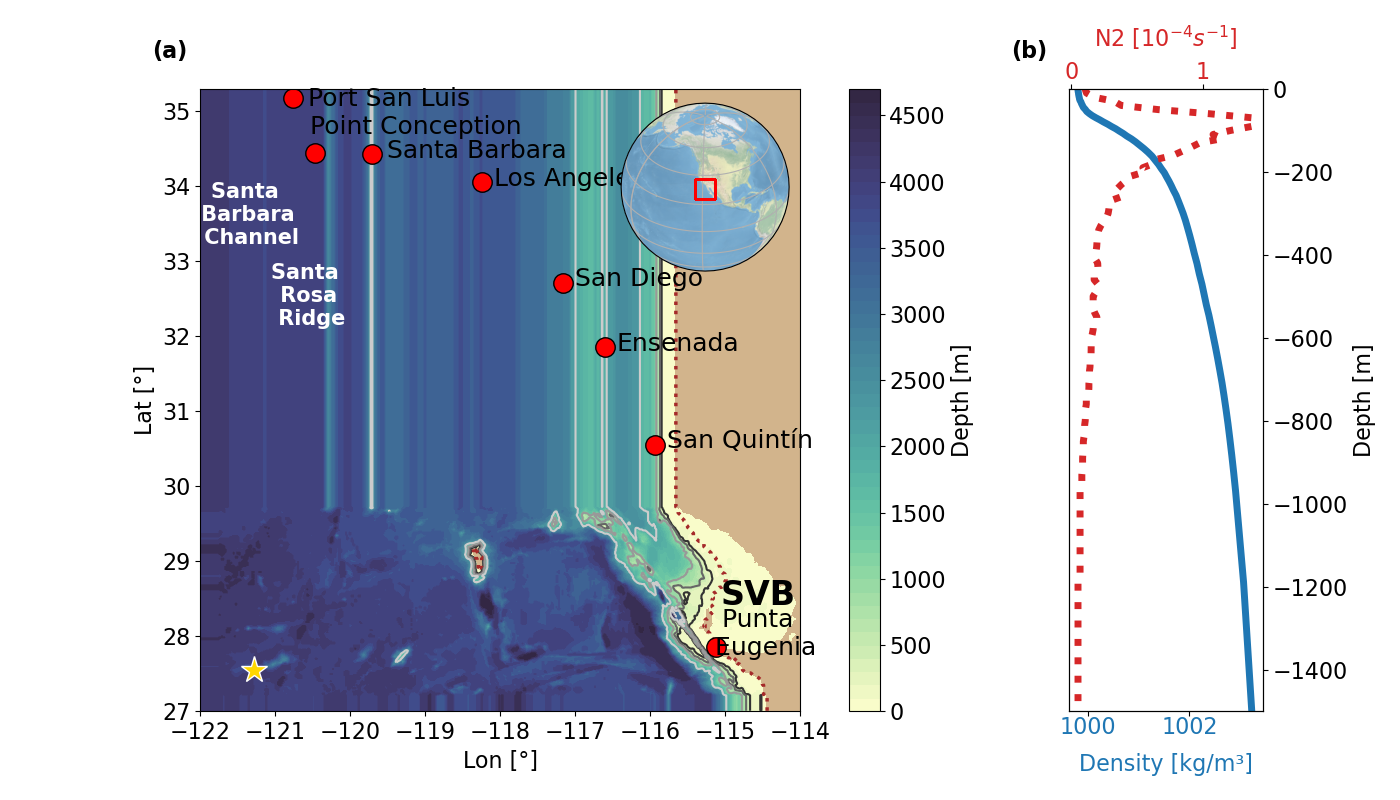 (a)
Port San Luis
Point Conception
Santa Barbara
Los Angele
Santa
Barbara
Channel
Santa
Rosa
Ridge
San Diego
Ensenada
San Quintín
SVB
Punta
Eugenia
35
34
33
32
31
30
29
28
27
Lat [°]
−122
−121
−120
−119
−118
−117
−116
−115
−114
Lon [°]
4500
4000
3500
3000
2500
2000
1500
1000
500
0
Depth [m]
(b)
N2 [10⁻⁴s⁻¹]
0
1
0
−200
−400
−600
−800
−1000
−1200
−1400
Depth [m]
1000
1002
Density [kg/m³]